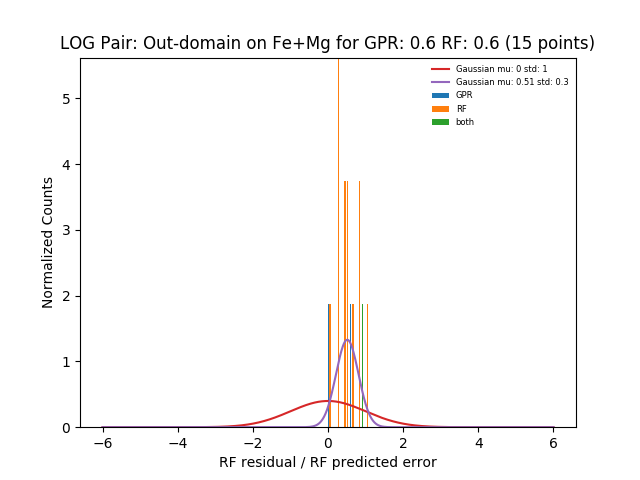 LOG Pair: Out-domain on Fe+Mg for GPR: 0.6 RF: 0.6 (15 points)
Gaussian mu: 0 std: 1
Gaussian mu: 0.51 std: 0.3
GPR
RF
both
5
4
3
2
1
0
Normalized Counts
−6 −4 −2 0 2 4 6
RF residual / RF predicted error